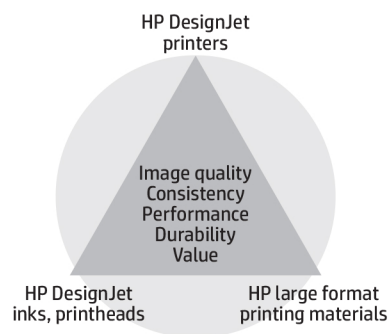 HP DesignJet
printers
Image quality
Consistency
Performance
Durability
Value
HP DesignJet
inks, printheads
HP large format
printing materials